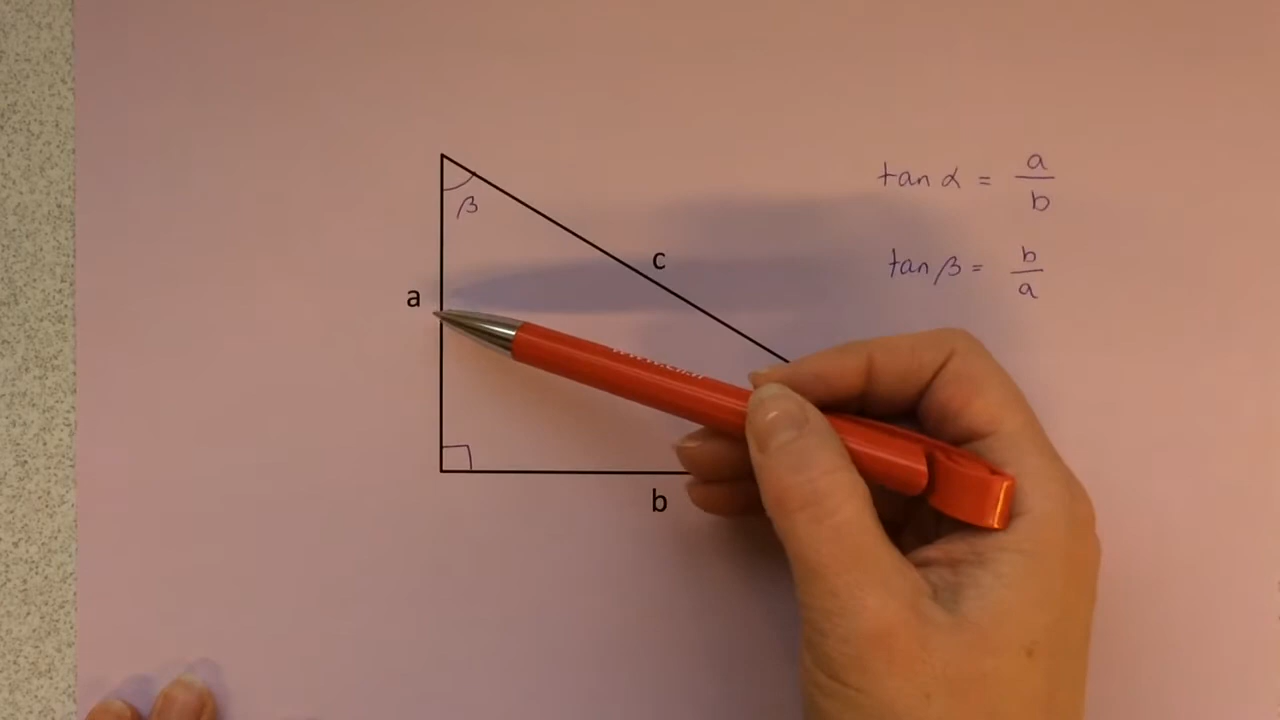 tan α = a/b
β
c
tan β = b/a
a
b